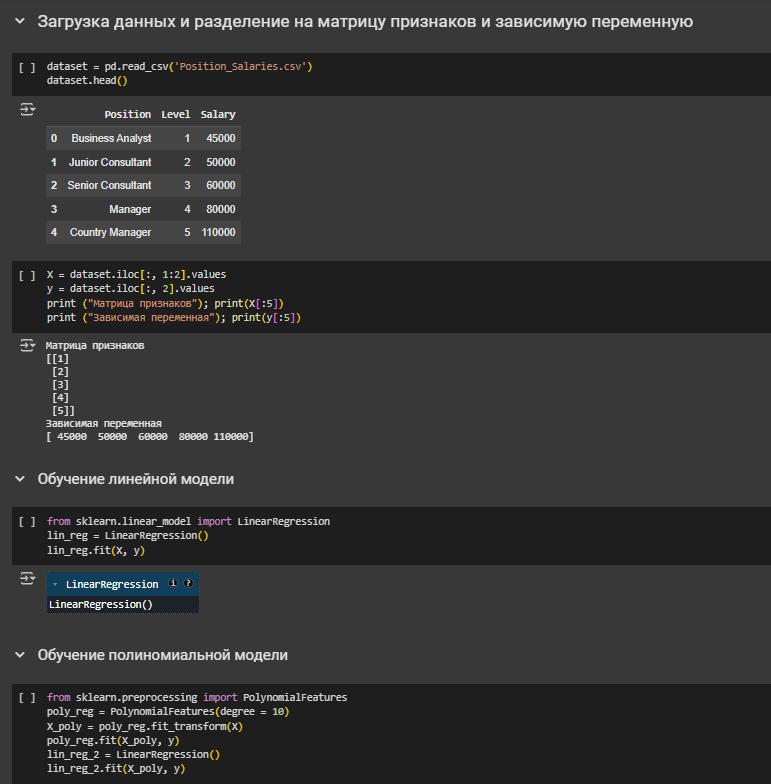 Загрузка данных и разделение на матрицу признаков и зависимую переменную
[ ] dataset = pd.read_csv('Position_Salaries.csv')
dataset.head()
Position Level Salary
0 Business Analyst 1 45000
1 Junior Consultant 2 50000
2 Senior Consultant 3 60000
3 Manager 4 80000
4 Country Manager 5 110000
[ ] X = dataset.iloc[:, 1:2].values
y = dataset.iloc[:, 2].values
print ("Матрица признаков"); print(X[:5])
print ("Зависимая переменная"); print(y[:5])
Матрица признаков
[[1]
[2]
[3]
[4]
[5]]
Зависимая переменная
[ 45000 50000 60000 80000 110000]
Обучение линейной модели
[ ] from sklearn.linear_model import LinearRegression
lin_reg = LinearRegression()
lin_reg.fit(X, y)
LinearRegression i ?
LinearRegression()
Обучение полиномиальной модели
[ ] from sklearn.preprocessing import PolynomialFeatures
poly_reg = PolynomialFeatures(degree = 10)
X_poly = poly_reg.fit_transform(X)
poly_reg.fit(X_poly, y)
lin_reg_2 = LinearRegression()
lin_reg_2.fit(X_poly, y)